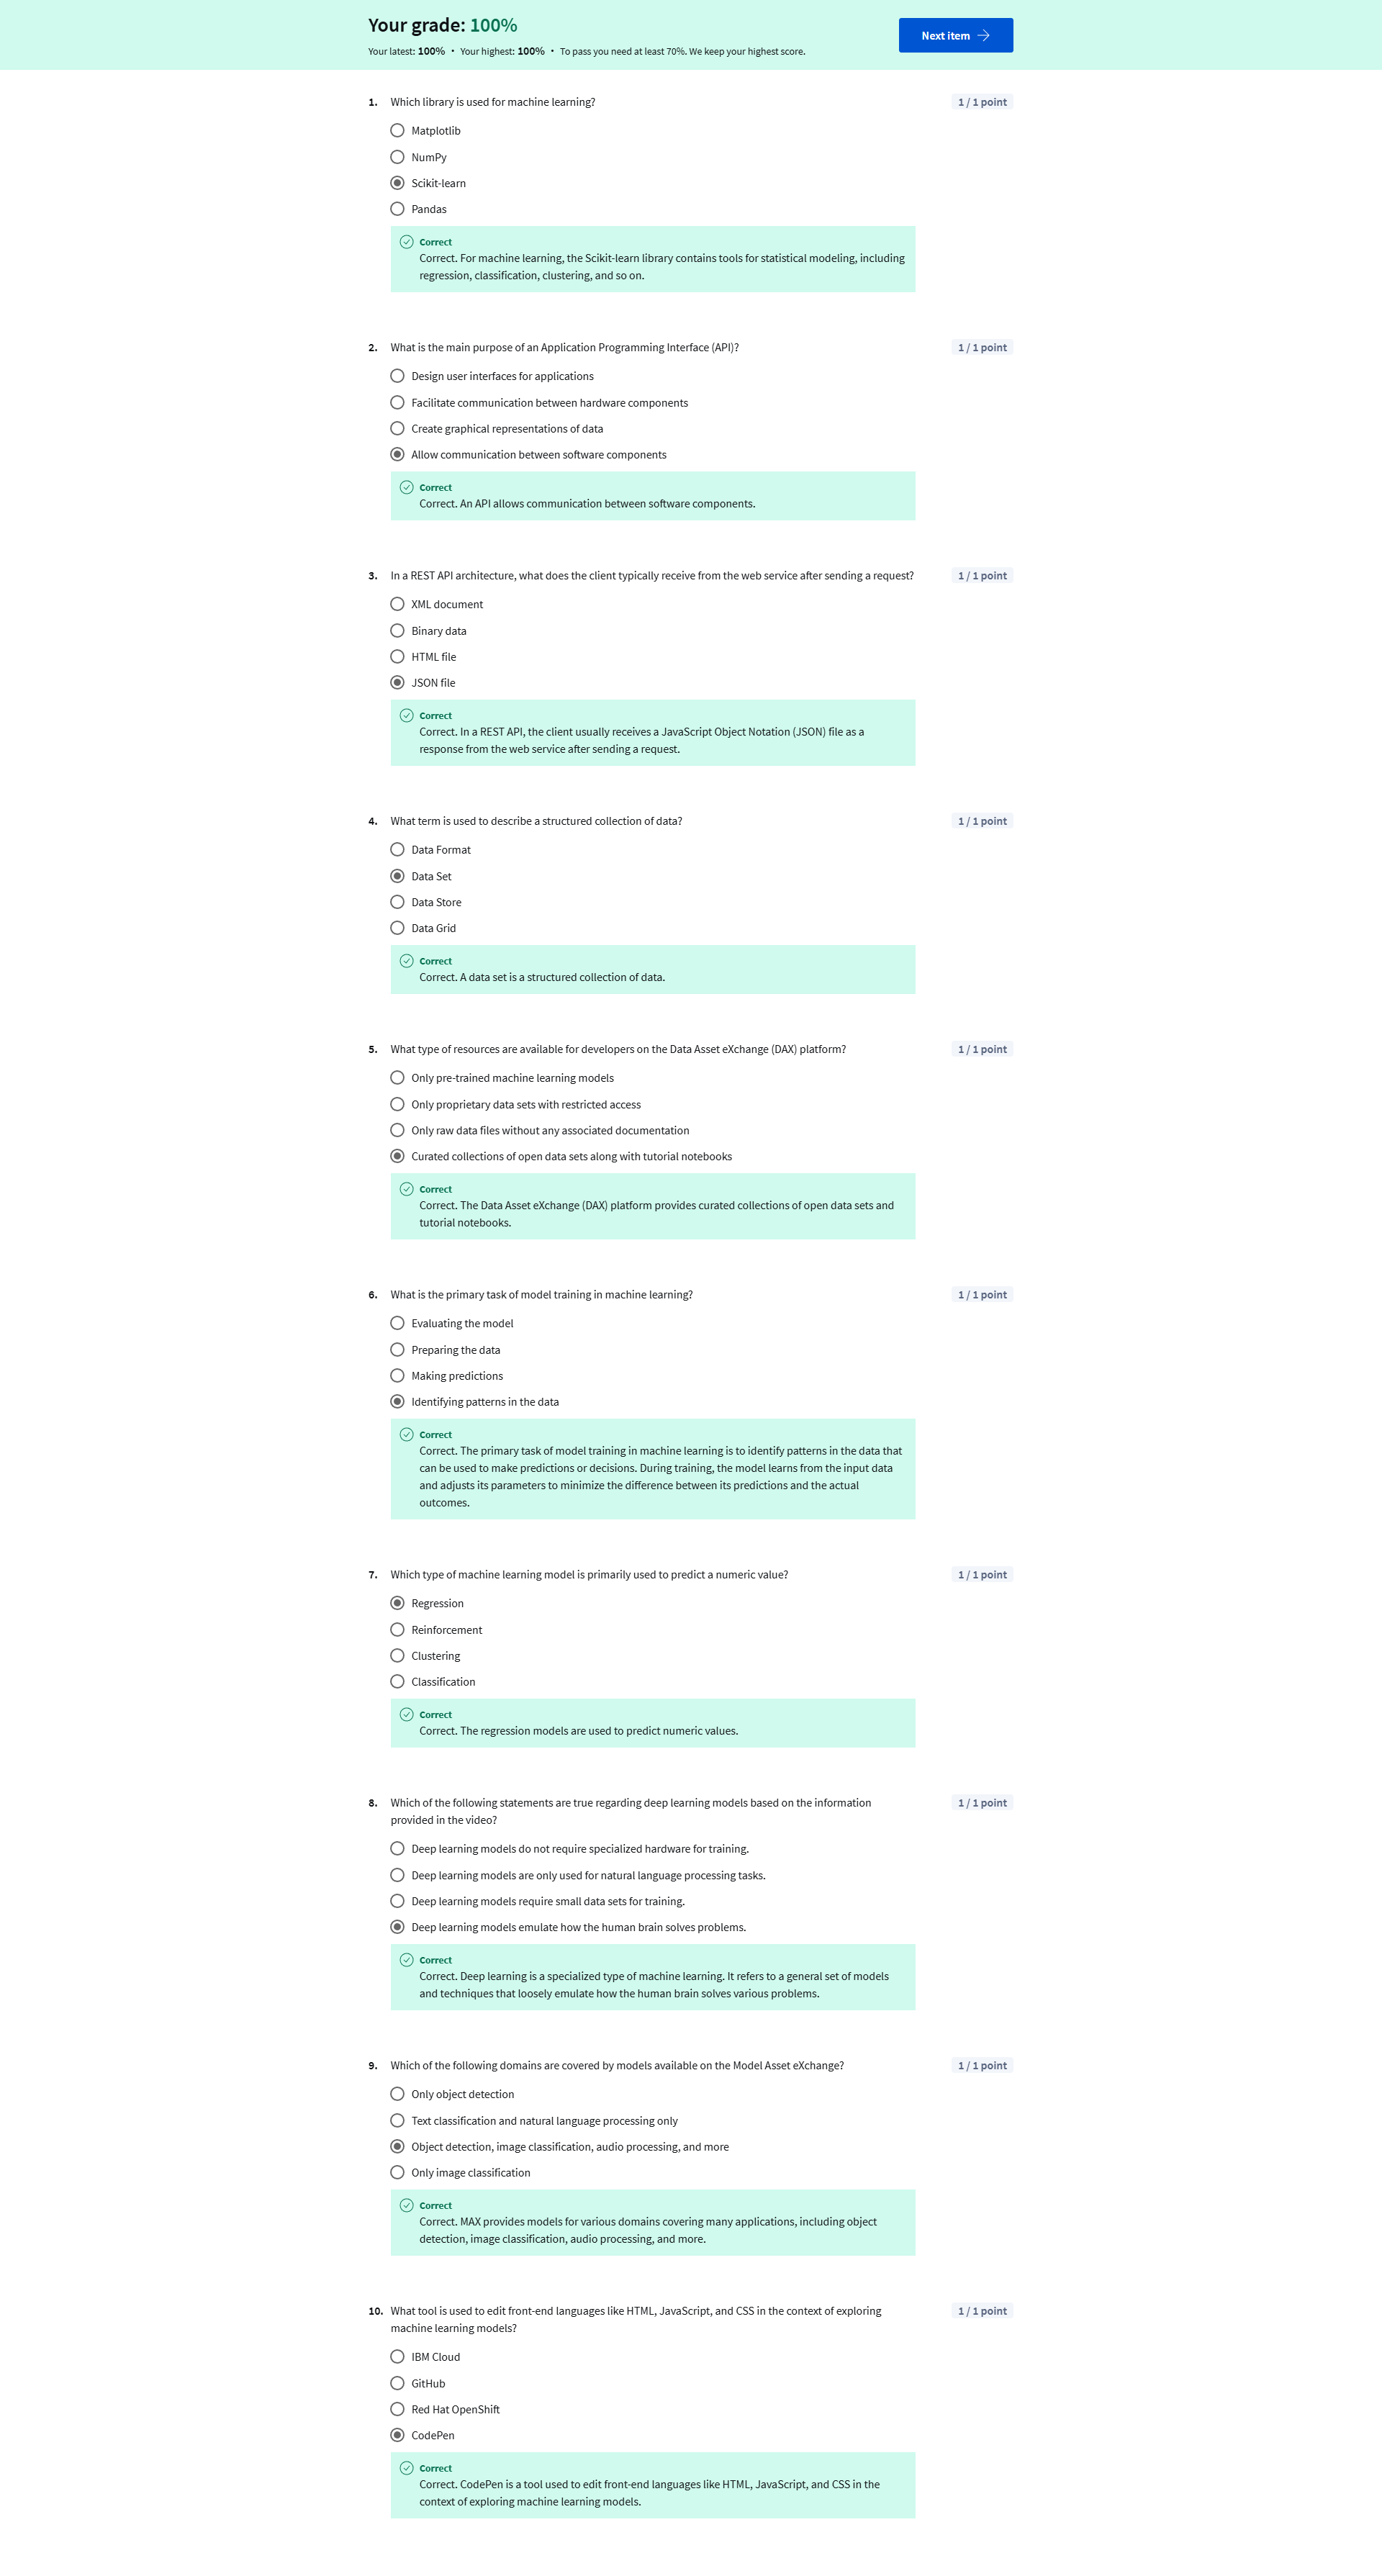 Your grade: 100%
Your latest: 100% • Your highest: 100% • To pass you need at least 70%. We keep your highest score.
Next item
1. Which library is used for machine learning? 1 / 1 point
Matplotlib
NumPy
Scikit-learn
Pandas
Correct
Correct. For machine learning, the Scikit-learn library contains tools for statistical modeling, including
regression, classification, clustering, and so on.
2. What is the main purpose of an Application Programming Interface (API)? 1 / 1 point
Design user interfaces for applications
Facilitate communication between hardware components
Create graphical representations of data
Allow communication between software components
Correct
Correct. An API allows communication between software components.
3. In a REST API architecture, what does the client typically receive from the web service after sending a request? 1 / 1 point
XML document
Binary data
HTML file
JSON file
Correct
Correct. In a REST API, the client usually receives a JavaScript Object Notation (JSON) file as a
response from the web service after sending a request.
4. What term is used to describe a structured collection of data? 1 / 1 point
Data Format
Data Set
Data Store
Data Grid
Correct
Correct. A data set is a structured collection of data.
5. What type of resources are available for developers on the Data Asset eXchange (DAX) platform? 1 / 1 point
Only pre-trained machine learning models
Only proprietary data sets with restricted access
Only raw data files without any associated documentation
Curated collections of open data sets along with tutorial notebooks
Correct
Correct. The Data Asset eXchange (DAX) platform provides curated collections of open data sets and
tutorial notebooks.
6. What is the primary task of model training in machine learning? 1 / 1 point
Evaluating the model
Preparing the data
Making predictions
Identifying patterns in the data
Correct
Correct. The primary task of model training in machine learning is to identify patterns in the data that
can be used to make predictions or decisions. During training, the model learns from the input data
and adjusts its parameters to minimize the difference between its predictions and the actual
outcomes.
7. Which type of machine learning model is primarily used to predict a numeric value? 1 / 1 point
Regression
Reinforcement
Clustering
Classification
Correct
Correct. The regression models are used to predict numeric values.
8. Which of the following statements are true regarding deep learning models based on the information 1 / 1 point
provided in the video?
Deep learning models do not require specialized hardware for training.
Deep learning models are only used for natural language processing tasks.
Deep learning models require small data sets for training.
Deep learning models emulate how the human brain solves problems.
Correct
Correct. Deep learning is a specialized type of machine learning. It refers to a general set of models
and techniques that loosely emulate how the human brain solves various problems.
9. Which of the following domains are covered by models available on the Model Asset eXchange? 1 / 1 point
Only object detection
Text classification and natural language processing only
Object detection, image classification, audio processing, and more
Only image classification
Correct
Correct. MAX provides models for various domains covering many applications, including object
detection, image classification, audio processing, and more.
10. What tool is used to edit front-end languages like HTML, JavaScript, and CSS in the context of exploring 1 / 1 point
machine learning models?
IBM Cloud
GitHub
Red Hat OpenShift
CodePen
Correct
Correct. CodePen is a tool used to edit front-end languages like HTML, JavaScript, and CSS in the
context of exploring machine learning models.